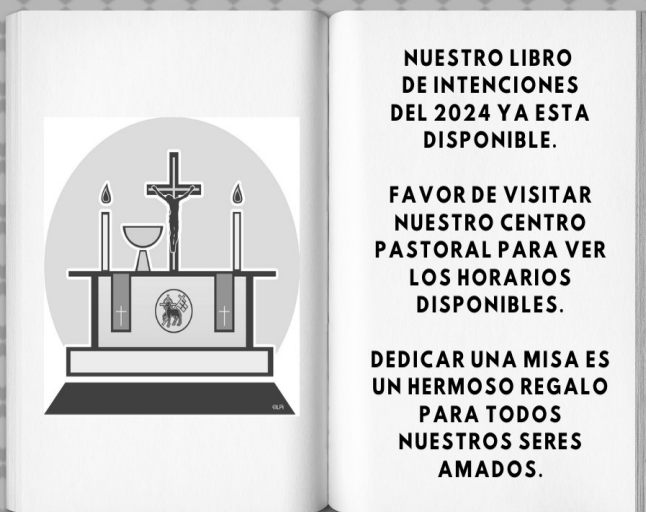 NUESTRO LIBRO
DE INTENCIONES
DEL 2024 YA ESTA
DISPONIBLE.
FAVOR DE VISITAR
NUESTRO CENTRO
PASTORAL PARA VER
LOS HORARIOS
DISPONIBLES.
DEDICAR UNA MISA ES
UN HERMOSO REGALO
PARA TODOS
NUESTROS SERES
AMADOS.